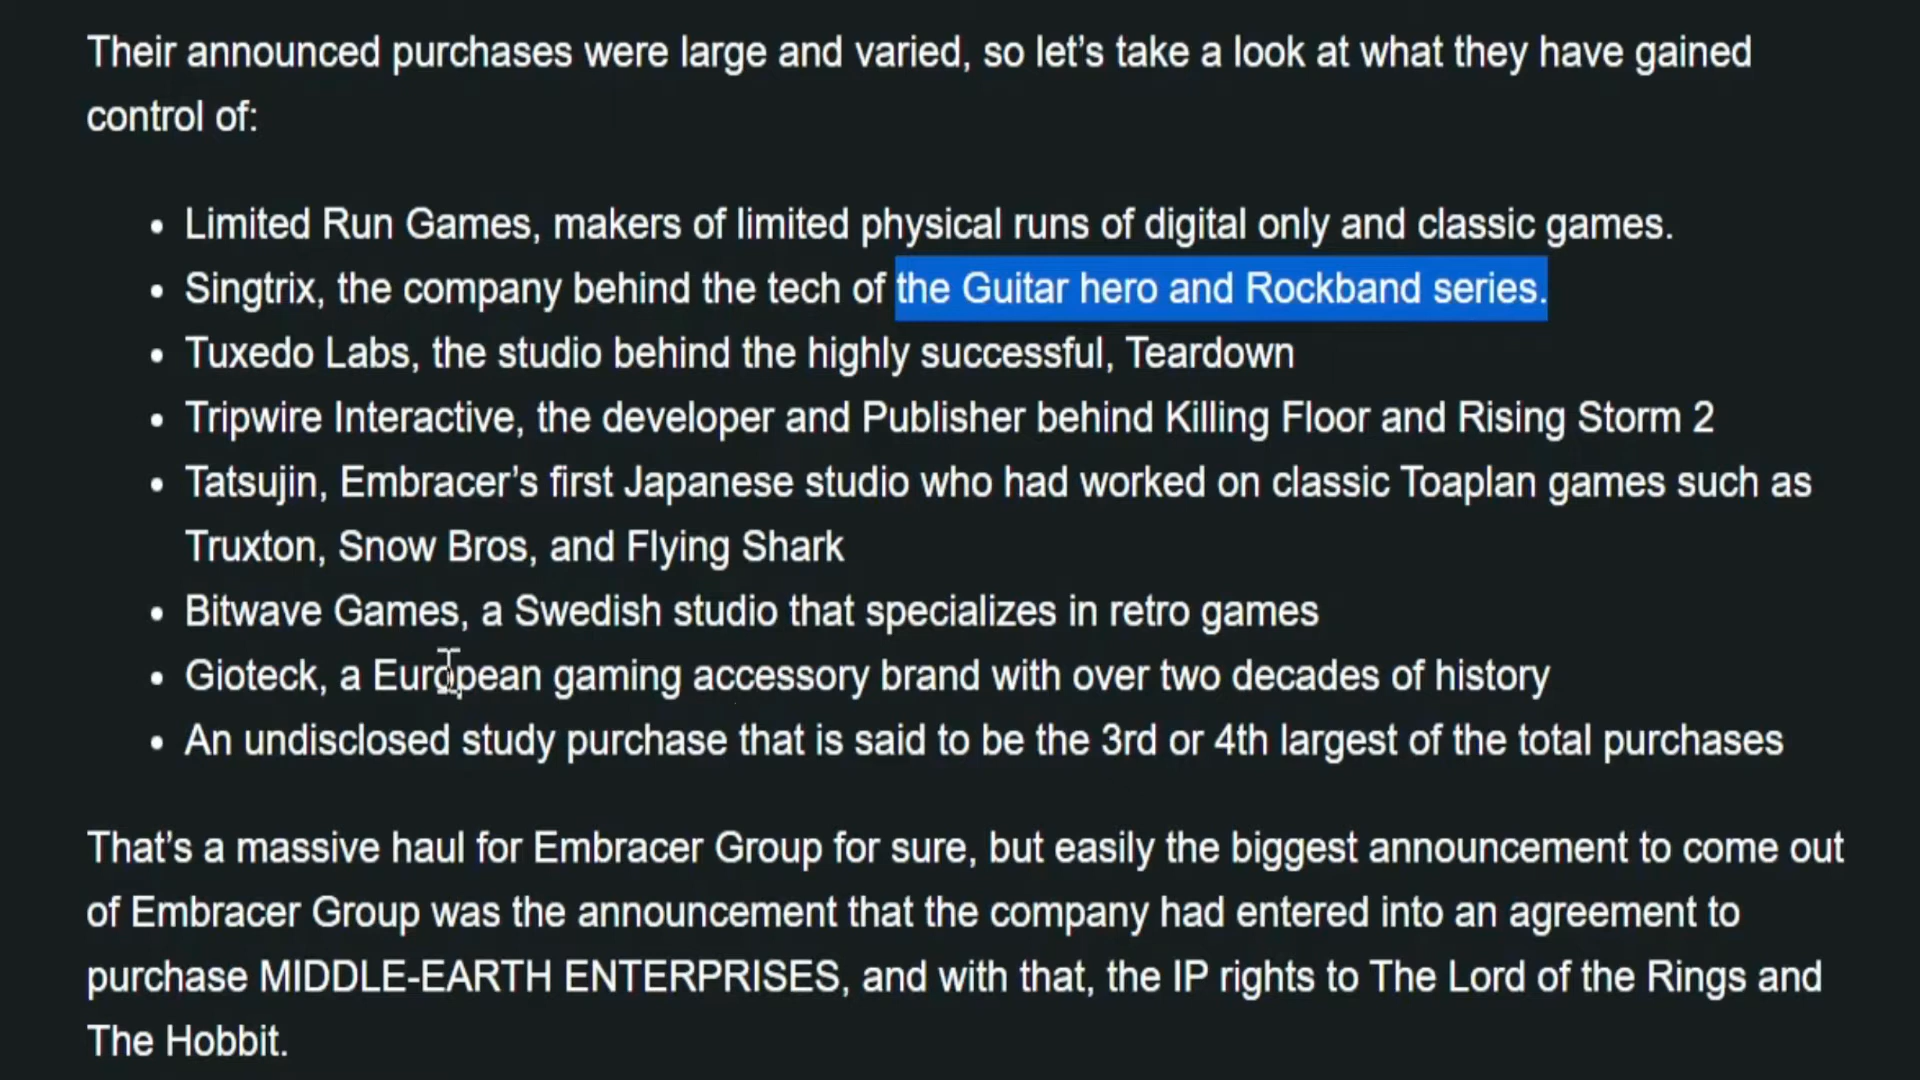 Their announced purchases were large and varied, so let’s take a look at what they have gained
control of:
• Limited Run Games, makers of limited physical runs of digital only and classic games.
• Singtrix, the company behind the tech of the Guitar hero and Rockband series.
• Tuxedo Labs, the studio behind the highly successful, Teardown
• Tripwire Interactive, the developer and Publisher behind Killing Floor and Rising Storm 2
• Tatsujin, Embracer’s first Japanese studio who had worked on classic Toaplan games such as
Truxton, Snow Bros, and Flying Shark
• Bitwave Games, a Swedish studio that specializes in retro games
• Gioteck, a European gaming accessory brand with over two decades of history
• An undisclosed study purchase that is said to be the 3rd or 4th largest of the total purchases
That’s a massive haul for Embracer Group for sure, but easily the biggest announcement to come out
of Embracer Group was the announcement that the company had entered into an agreement to
purchase MIDDLE-EARTH ENTERPRISES, and with that, the IP rights to The Lord of the Rings and
The Hobbit.